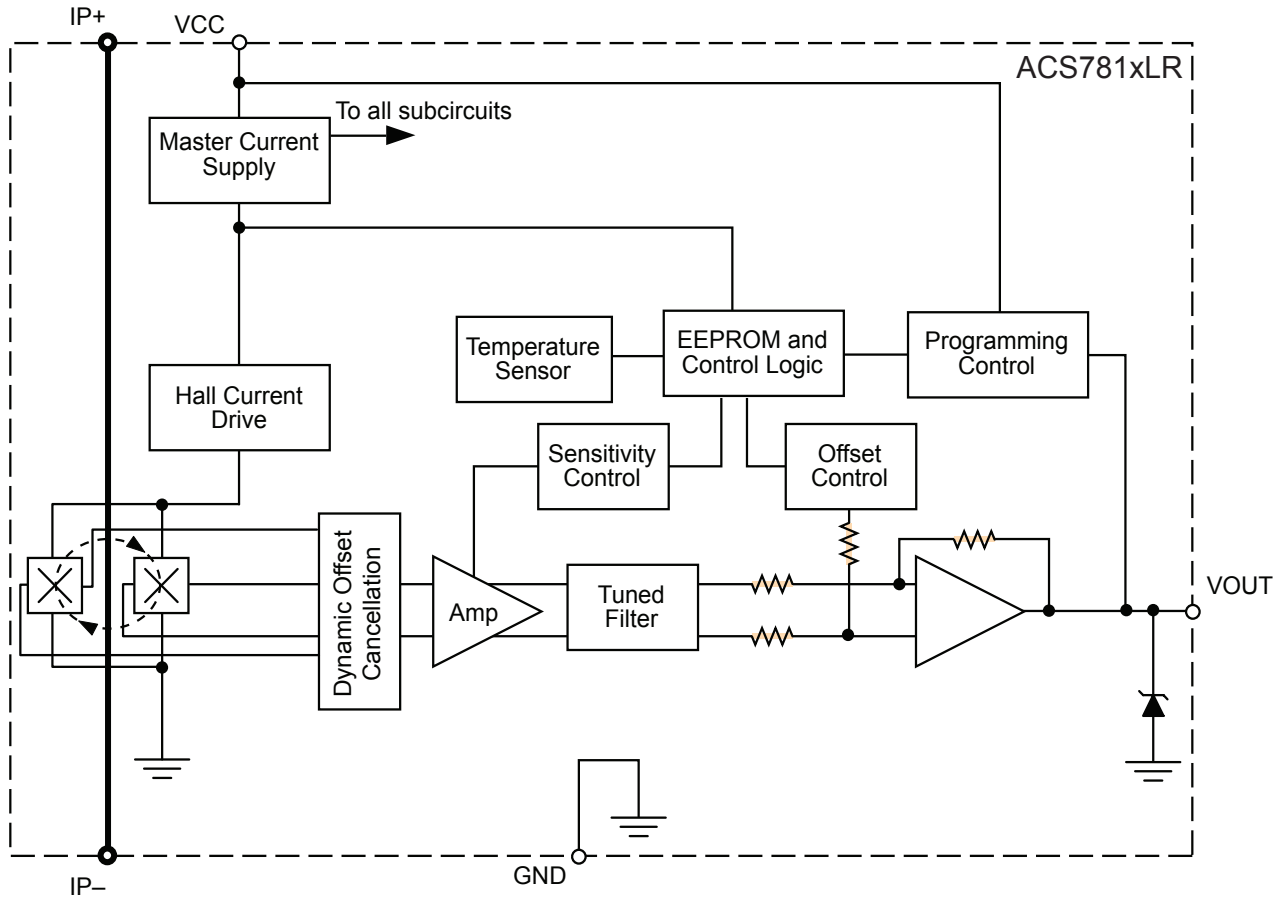 IP+
VCC
ACS781xLR
To all subcircuits
Master Current
Supply
Temperature
Sensor
EEPROM and
Control Logic
Programming
Control
Hall Current
Drive
Sensitivity
Control
Offset
Control
Dynamic Offset
Cancellation
Amp
Tuned
Filter
VOUT
GND
IP–